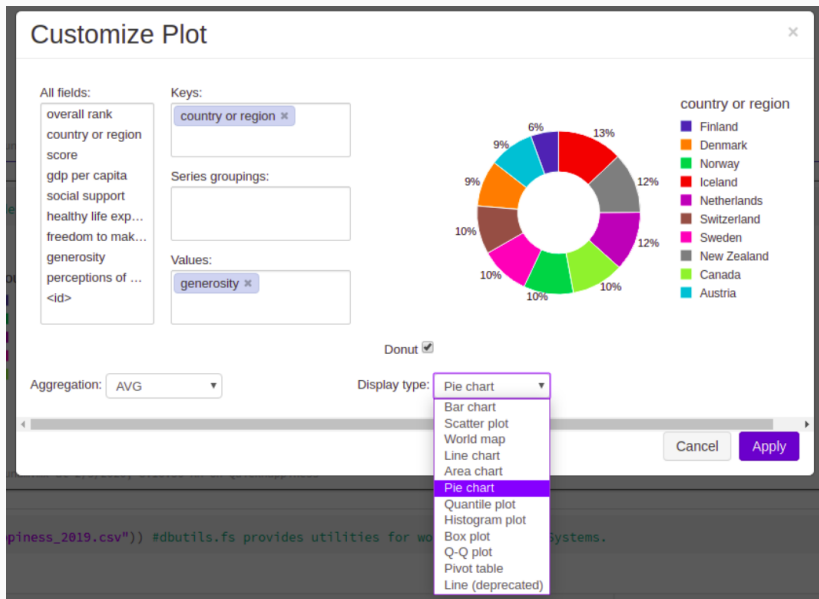 Customize Plot ×
All fields:
overall rank
country or region
score
gdp per capita
social support
healthy life exp...
freedom to mak...
generosity
perceptions of ...
<id>
Keys:
country or region ×
Series groupings:
Values:
generosity ×
6%
13%
12%
12%
10%
10%
10%
10%
9%
9%
country or region
Finland
Denmark
Norway
Iceland
Netherlands
Switzerland
Sweden
New Zealand
Canada
Austria
Donut
Aggregation: AVG
Display type: Pie chart
Bar chart
Scatter plot
World map
Line chart
Area chart
Pie chart
Quantile plot
Histogram plot
Box plot
Q-Q plot
Pivot table
Line (deprecated)
Cancel
Apply
ppiness_2019.csv")) #dbutils.fs provides utilities for wo
Systems.